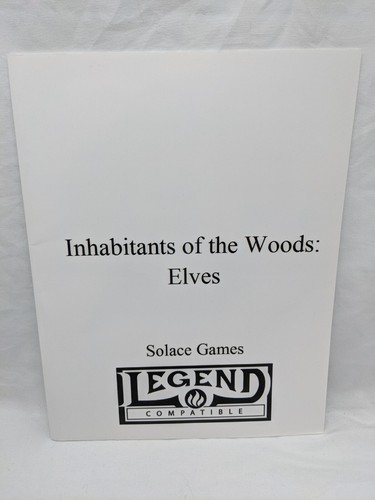 Inhabitants of the Woods:
Elves
Solace Games
LEGEND
COMPATIBLE